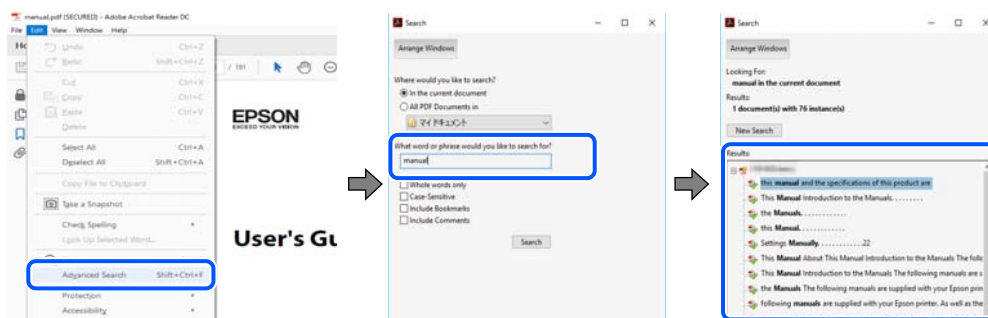 manual.pdf (SECURED) - Adobe Acrobat Reader DC
File Edit View Window Help
Undo Ctrl+Z
Redo Shift+Ctrl+Z
Cut Ctrl+X
Copy Ctrl+C
Paste Ctrl+V
Delete
Select All Ctrl+A
Deselect All Shift+Ctrl+A
Copy File to Clipboard
Take a Snapshot
Check Spelling
Look Up Selected Word...
Advanced Search Shift+Ctrl+F
Protection
Accessibility
/ 191
EPSON
EXCEED YOUR VISION
User's Gu
Search
Arrange Windows
Where would you like to search?
In the current document
All PDF Documents in
マイ ドキュメント
What word or phrase would you like to search for?
manual
Whole words only
Case-Sensitive
Include Bookmarks
Include Comments
Search
Search
Arrange Windows
Looking For:
manual in the current document
Results:
1 document(s) with 76 instance(s)
New Search
Results:
this manual and the specifications of this product are
This Manual Introduction to the Manuals. . . . . . . . .
the Manuals. . . . . . . . . . . . .
this Manual. . . . . . . . . . . . .
Settings Manually. . . . . . . . . . . . .22
This Manual About This Manual Introduction to the Manuals The follo
This Manual Introduction to the Manuals The following manuals are s
the Manuals The following manuals are supplied with your Epson prin
following manuals are supplied with your Epson printer. As well as the